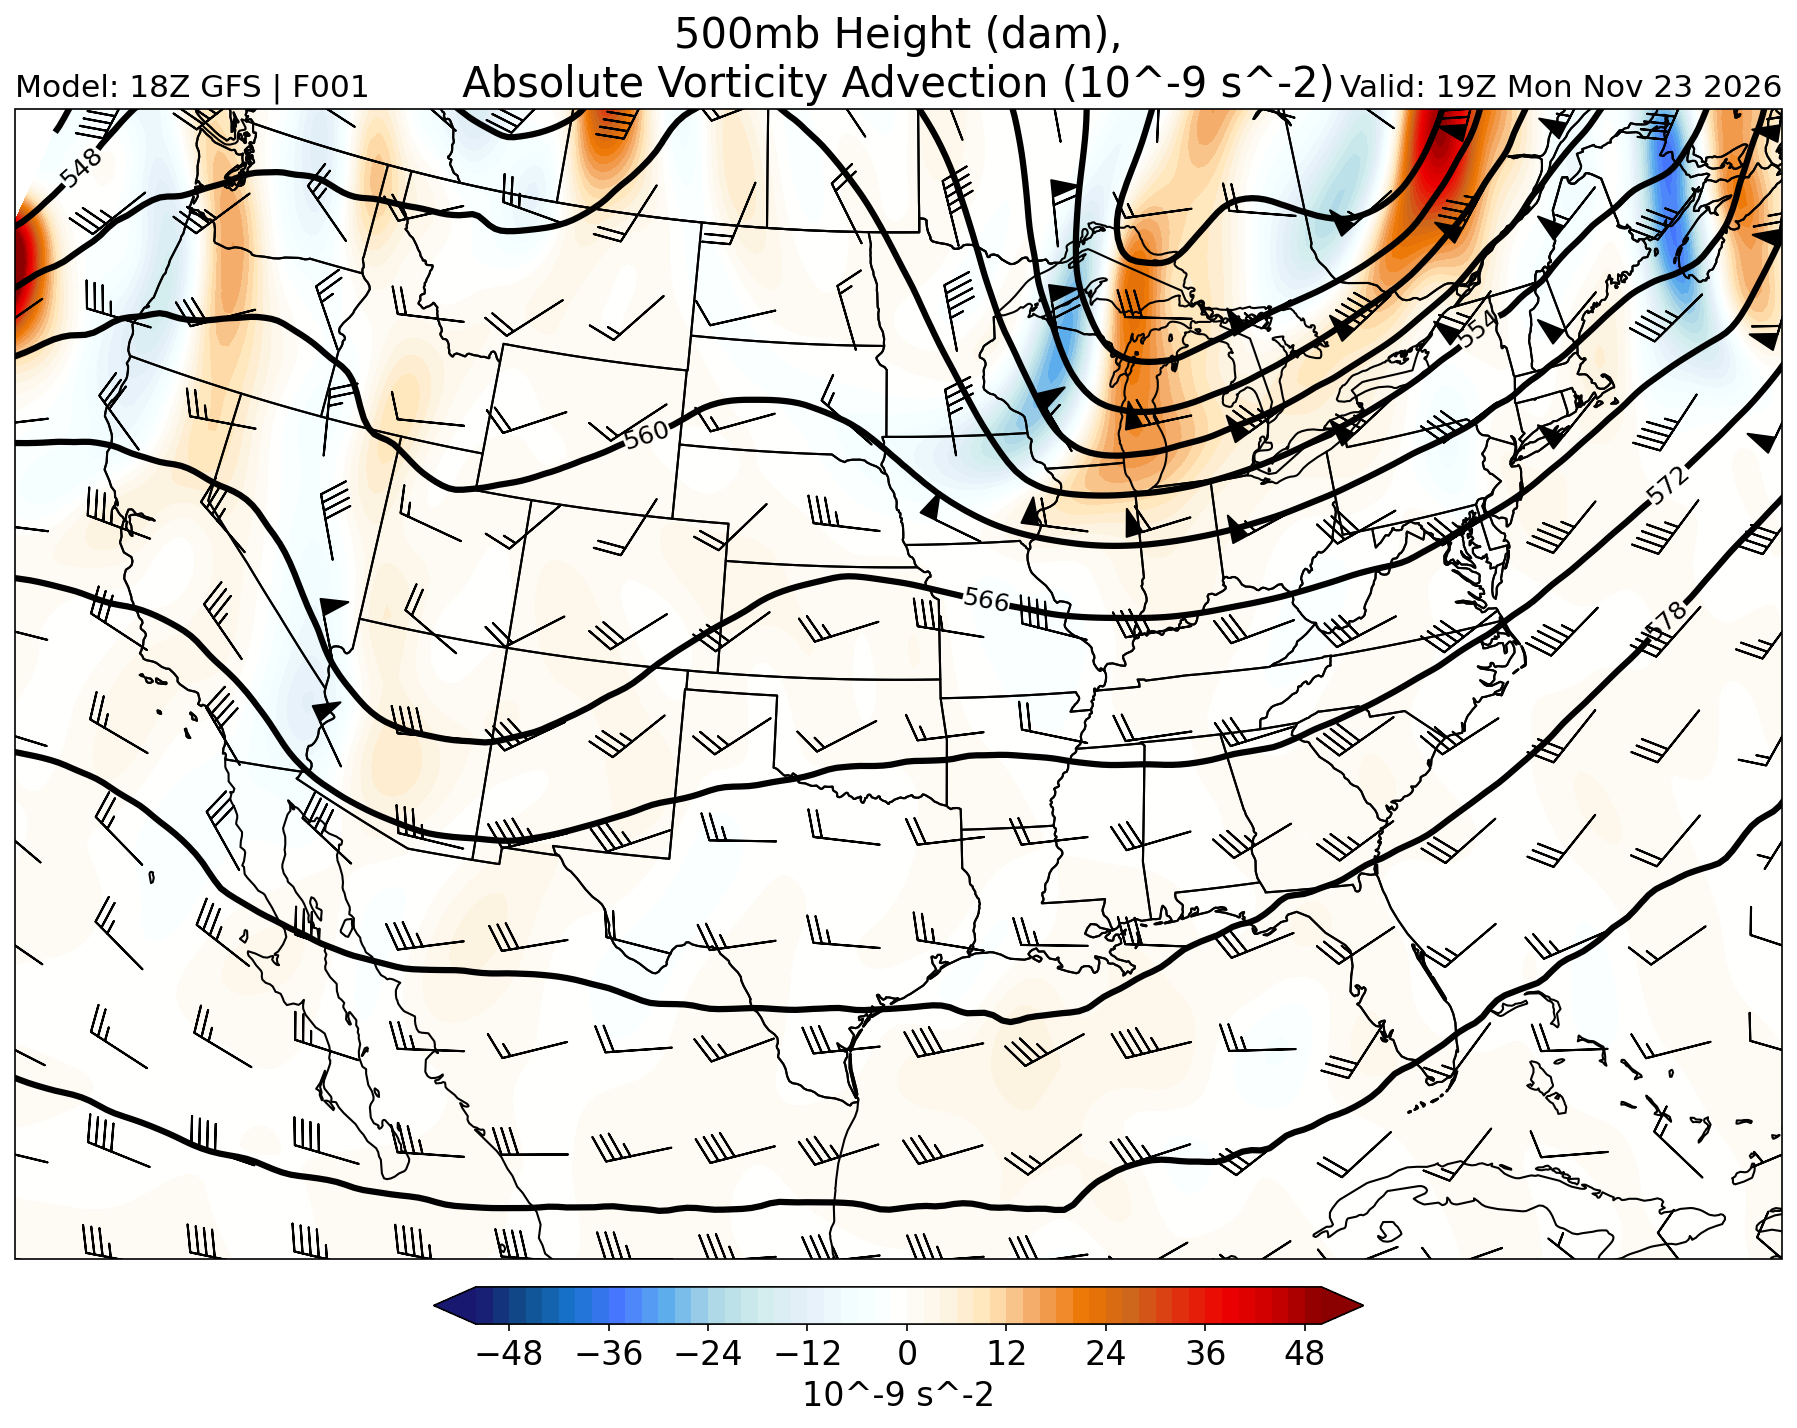 500mb Height (dam),
Model: 18Z GFS | F001
Absolute Vorticity Advection (10^-9 s^-2)
Valid: 19Z Mon Nov 23 2026
548
554
560
572
566
578
−48 −36 −24 −12 0 12 24 36 48
10^-9 s^-2